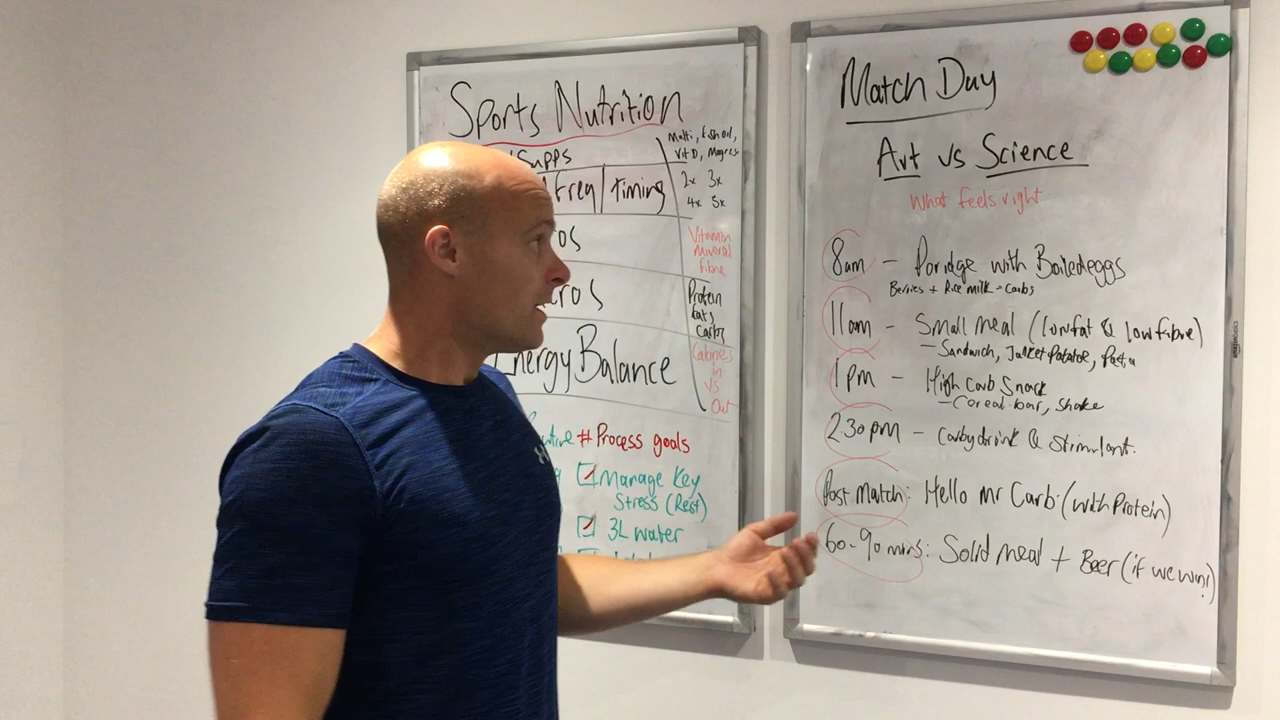 Sports Nutrition
Supps
Multi, fish oil,
Vit D, Magnes
Freq/Timing
2x 3x
4x 5x
os
Vitamin
Mineral
fibre
ros
Protein
Fats
Carbs
Energy Balance
Calories
in
vs
Out
# Process goals
Manage Key
Stress (Rest)
3L water
Match Day
Art vs Science
What feels right
8am - Poridge with Boiled eggs
Berries + Rice milk = carbs
11am - Small meal (low fat & low fibre)
- Sandwich, Jacket Potatoe, Pasta
1pm - High Carb Snack
- Cereal bar, shake
2.30pm - Carby drink & Stimulant.
Post Match: Hello Mr Carb (with Protein)
60-90 mins: Solid meal + Beer (if we win!)